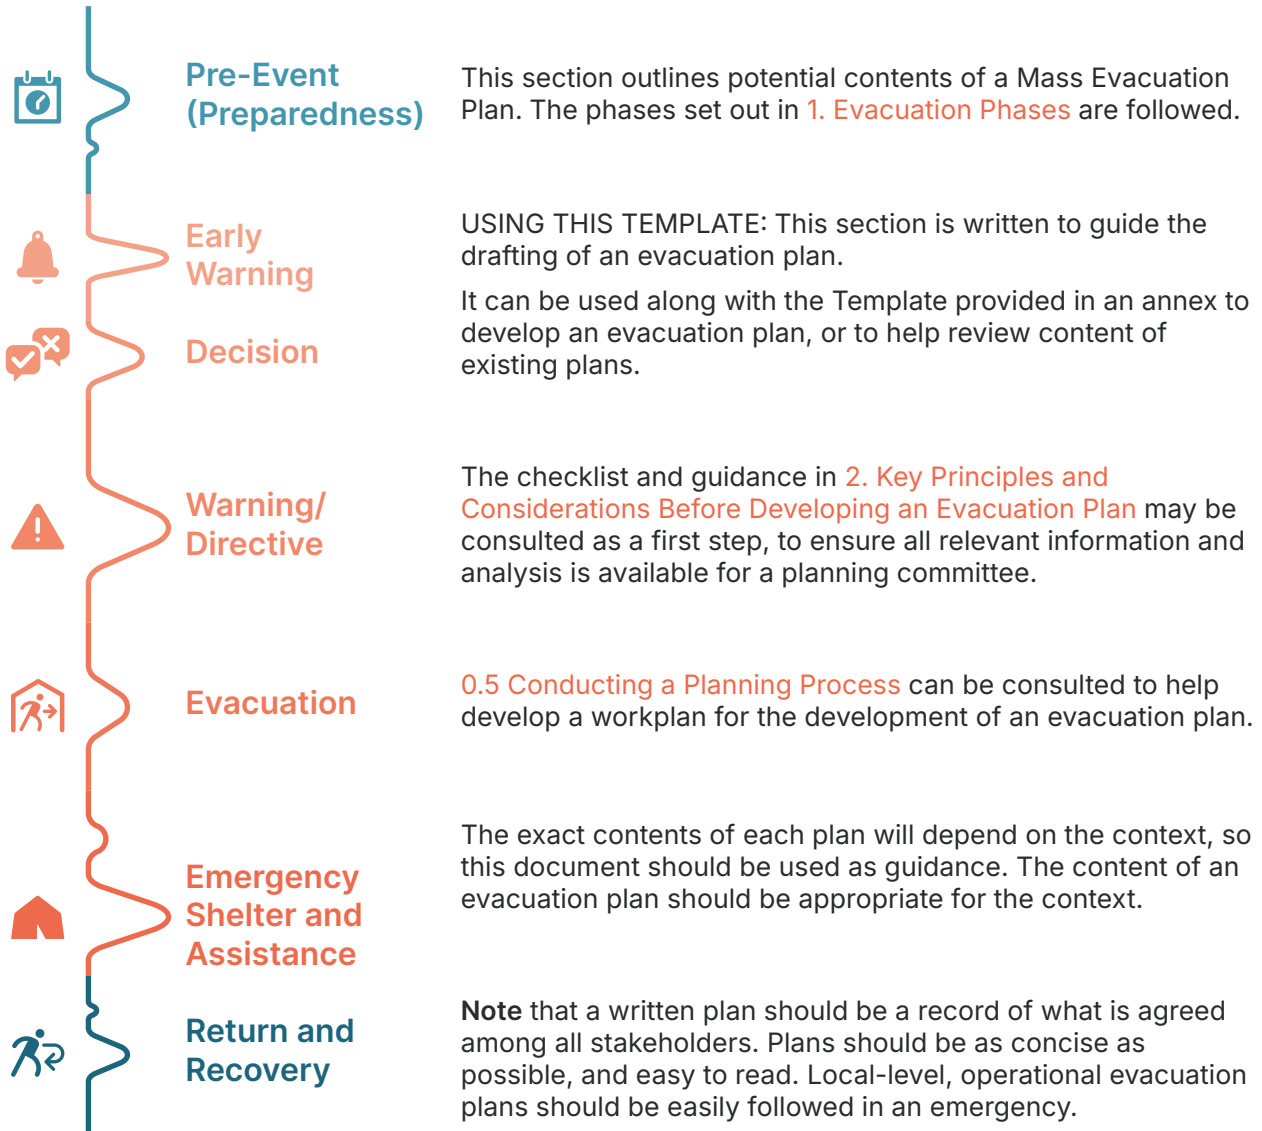 Pre-Event
(Preparedness)
This section outlines potential contents of a Mass Evacuation
Plan. The phases set out in 1. Evacuation Phases are followed.
Early
Warning
USING THIS TEMPLATE: This section is written to guide the
drafting of an evacuation plan.
It can be used along with the Template provided in an annex to
develop an evacuation plan, or to help review content of
existing plans.
Decision
Warning/
Directive
The checklist and guidance in 2. Key Principles and
Considerations Before Developing an Evacuation Plan may be
consulted as a first step, to ensure all relevant information and
analysis is available for a planning committee.
Evacuation
0.5 Conducting a Planning Process can be consulted to help
develop a workplan for the development of an evacuation plan.
Emergency
Shelter and
Assistance
The exact contents of each plan will depend on the context, so
this document should be used as guidance. The content of an
evacuation plan should be appropriate for the context.
Return and
Recovery
Note that a written plan should be a record of what is agreed
among all stakeholders. Plans should be as concise as
possible, and easy to read. Local-level, operational evacuation
plans should be easily followed in an emergency.